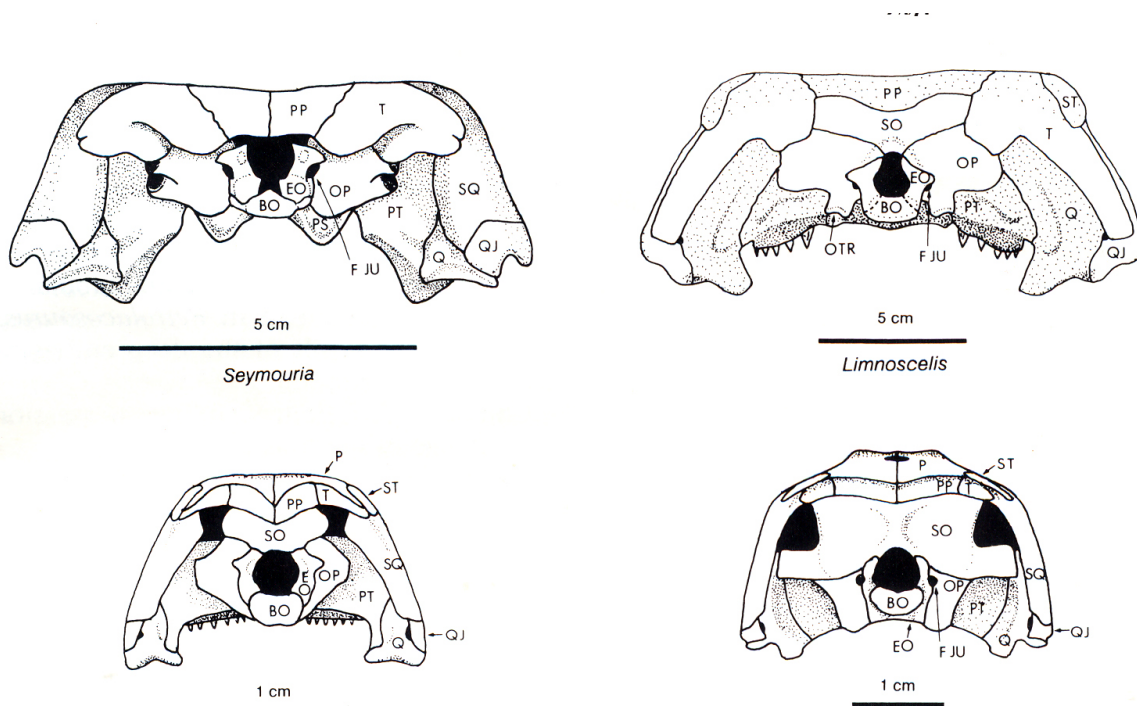 PP
T
SQ
EO
OP
BO
PT
PS
QJ
Q
F JU
5 cm
Seymouria
PP
ST
SO
T
OP
EO
PT
BO
Q
OTR
F JU
QJ
5 cm
Limnoscelis
P
ST
T
PP
SO
SQ
E
O
OP
PT
BO
Q
QJ
1 cm
P
ST
PP
T
SO
SQ
OP
BO
PT
QJ
EO
F JU
Q
1 cm